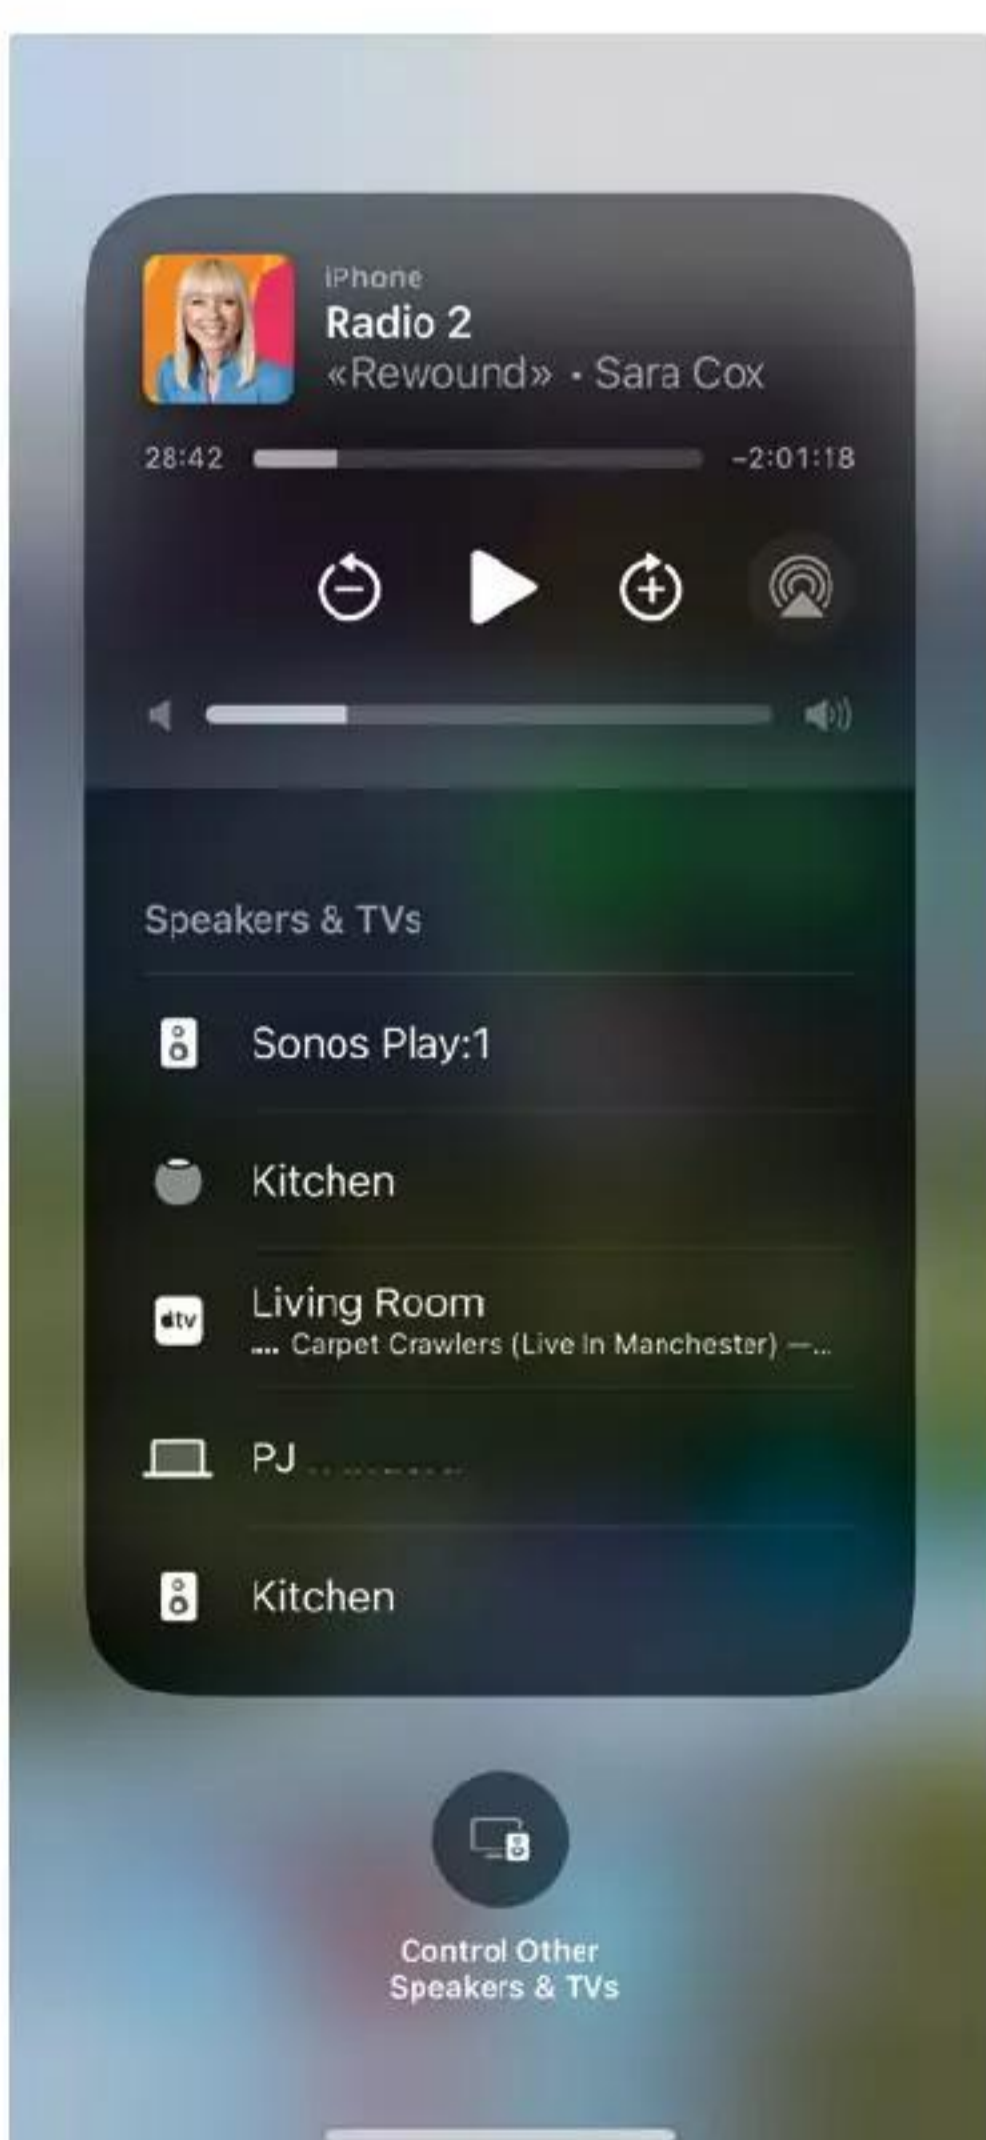 iPhone
Radio 2
«Rewound» • Sara Cox
28:42 -2:01:18
Speakers & TVs
Sonos Play:1
Kitchen
tv
Living Room
.... Carpet Crawlers (Live In Manchester) —...
PJ
Kitchen
Control Other
Speakers & TVs